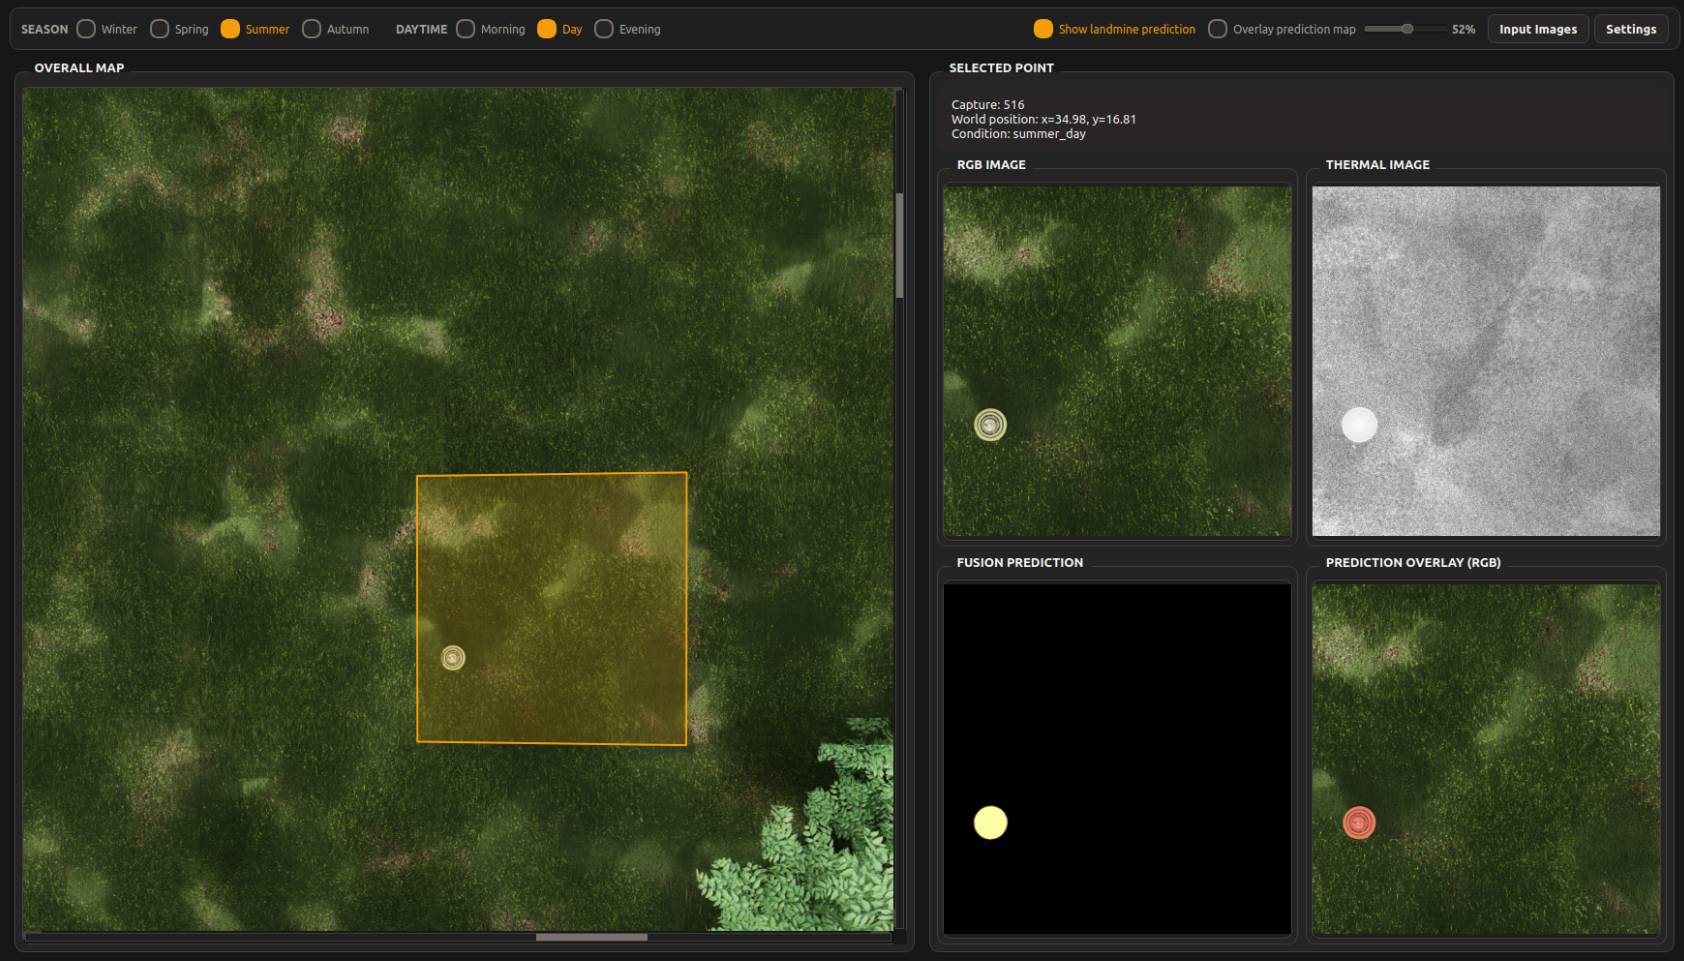 SEASON Winter Spring Summer Autumn DAYTIME Morning Day Evening Show landmine prediction Overlay prediction map 52% Input Images Settings
OVERALL MAP
SELECTED POINT
Capture: 516
World position: x=34.98, y=16.81
Condition: summer_day
RGB IMAGE
THERMAL IMAGE
FUSION PREDICTION
PREDICTION OVERLAY (RGB)